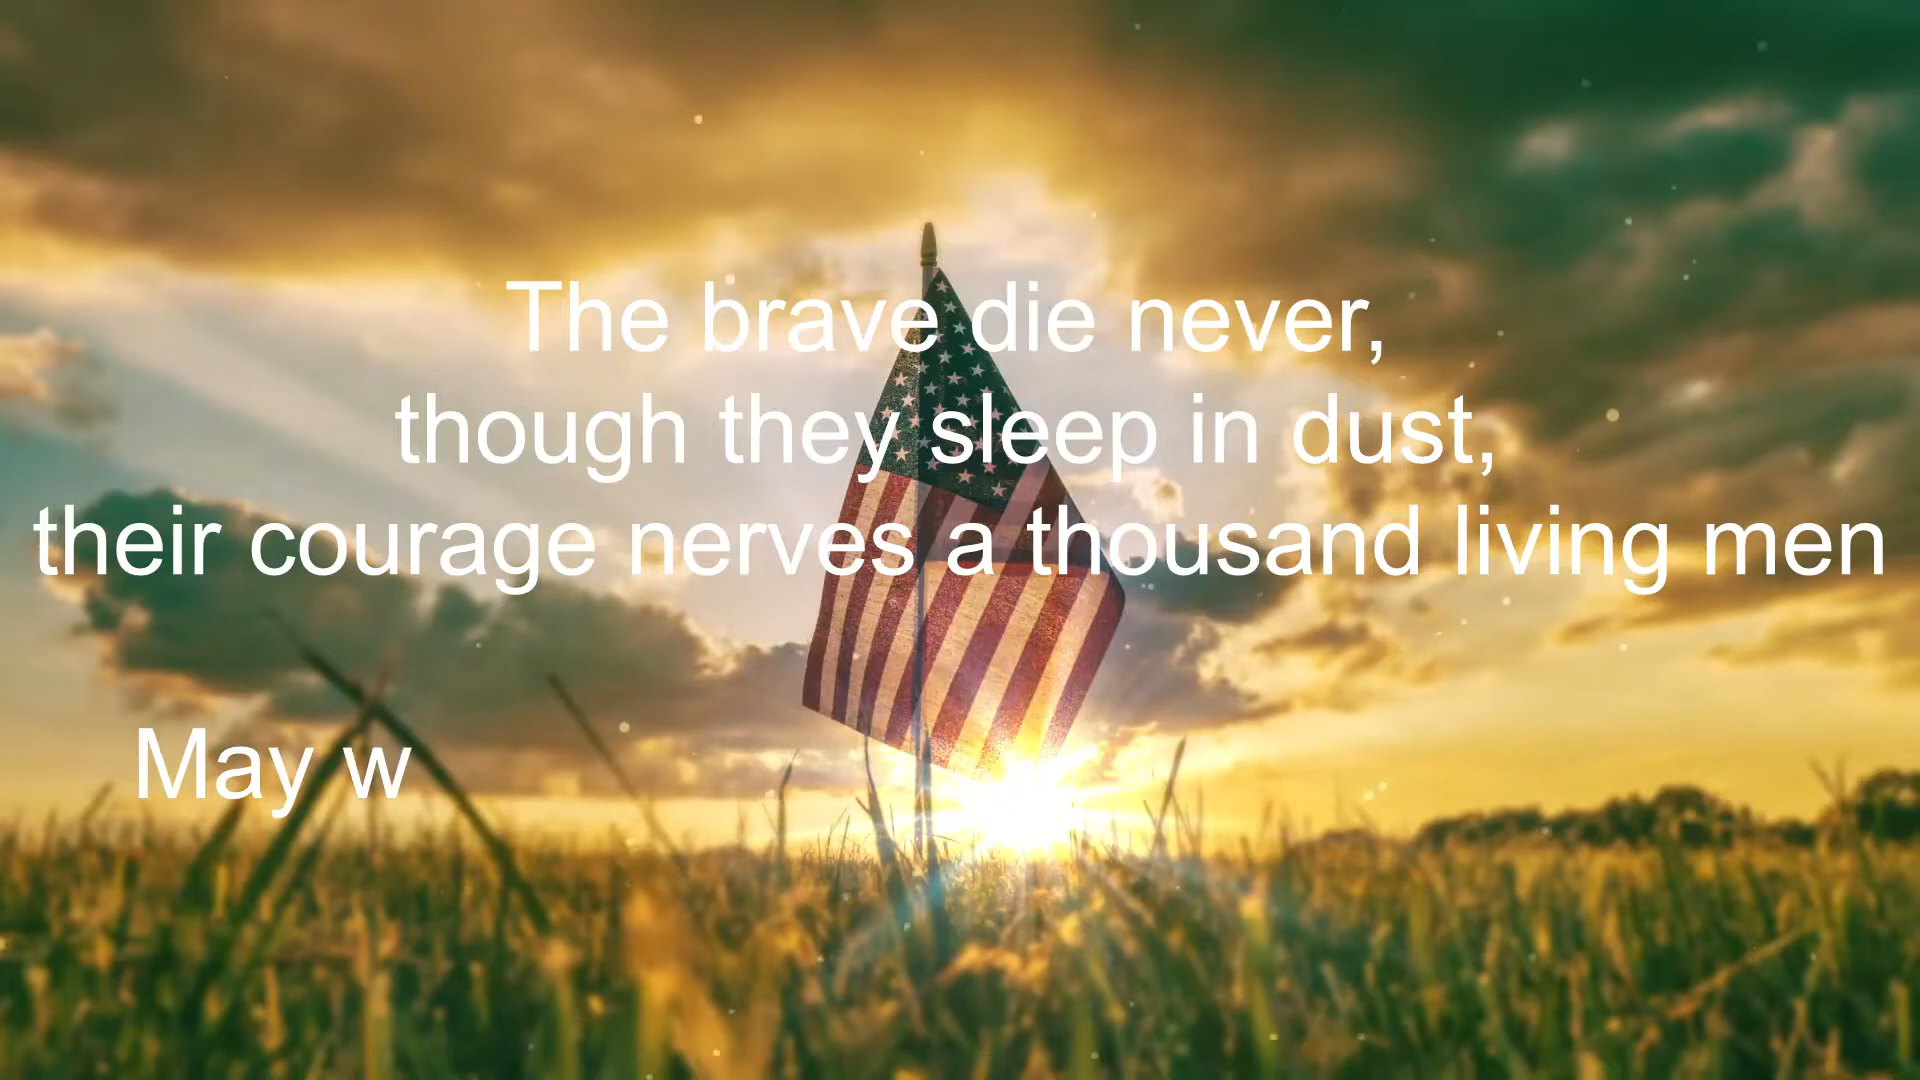 The brave die never,
though they sleep in dust,
their courage nerves a thousand living men
May w